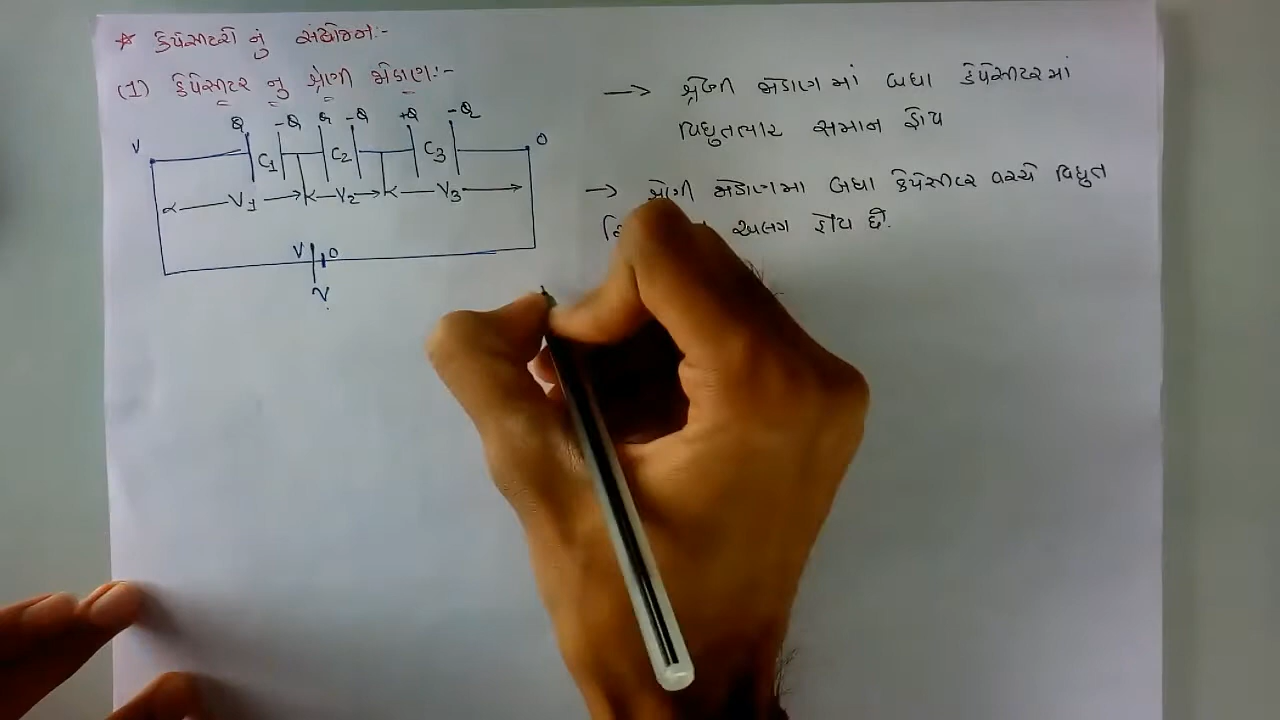 * કેપેસીટરો નું સંયોજન:-
(1) કેપેસીટર નુ શ્રેણી જોડાણ:-
Q -Q Q -Q +Q -Q
V C1 C2 C3 0
V1 V2 V3
V 0
V
→ શ્રેણી જોડાણ માં બધા કેપેસીટરમાં
વિદ્યુતભાર સમાન હોય
→ શ્રેણી જોડાણમા બધા કેપેસીટર વચ્ચે વિદ્યુત
અલગ હોય છે.